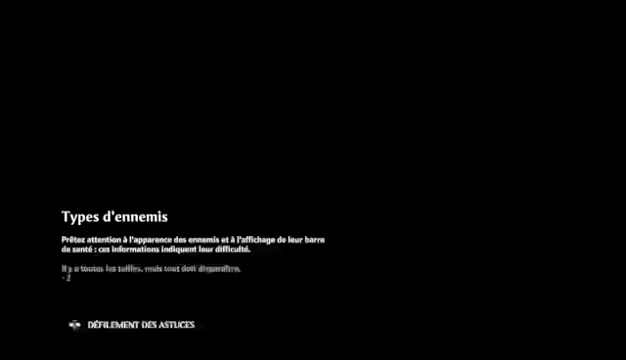 Types d'ennemis
Prêtez attention à l'apparence des ennemis et à l'affichage de leur barre
de santé : ces informations indiquent leur difficulté.
Il y a toutes les tailles, mais tout doit disparaître.
- Z
DÉFILEMENT DES ASTUCES